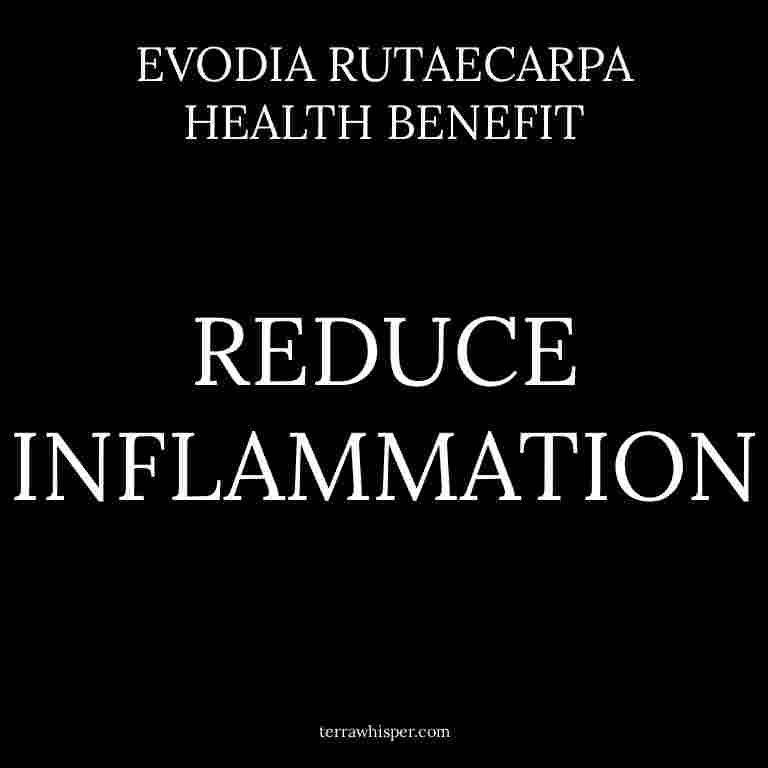 EVODIA RUTAECARPA
HEALTH BENEFIT
REDUCE
INFLAMMATION
terrawhisper.com